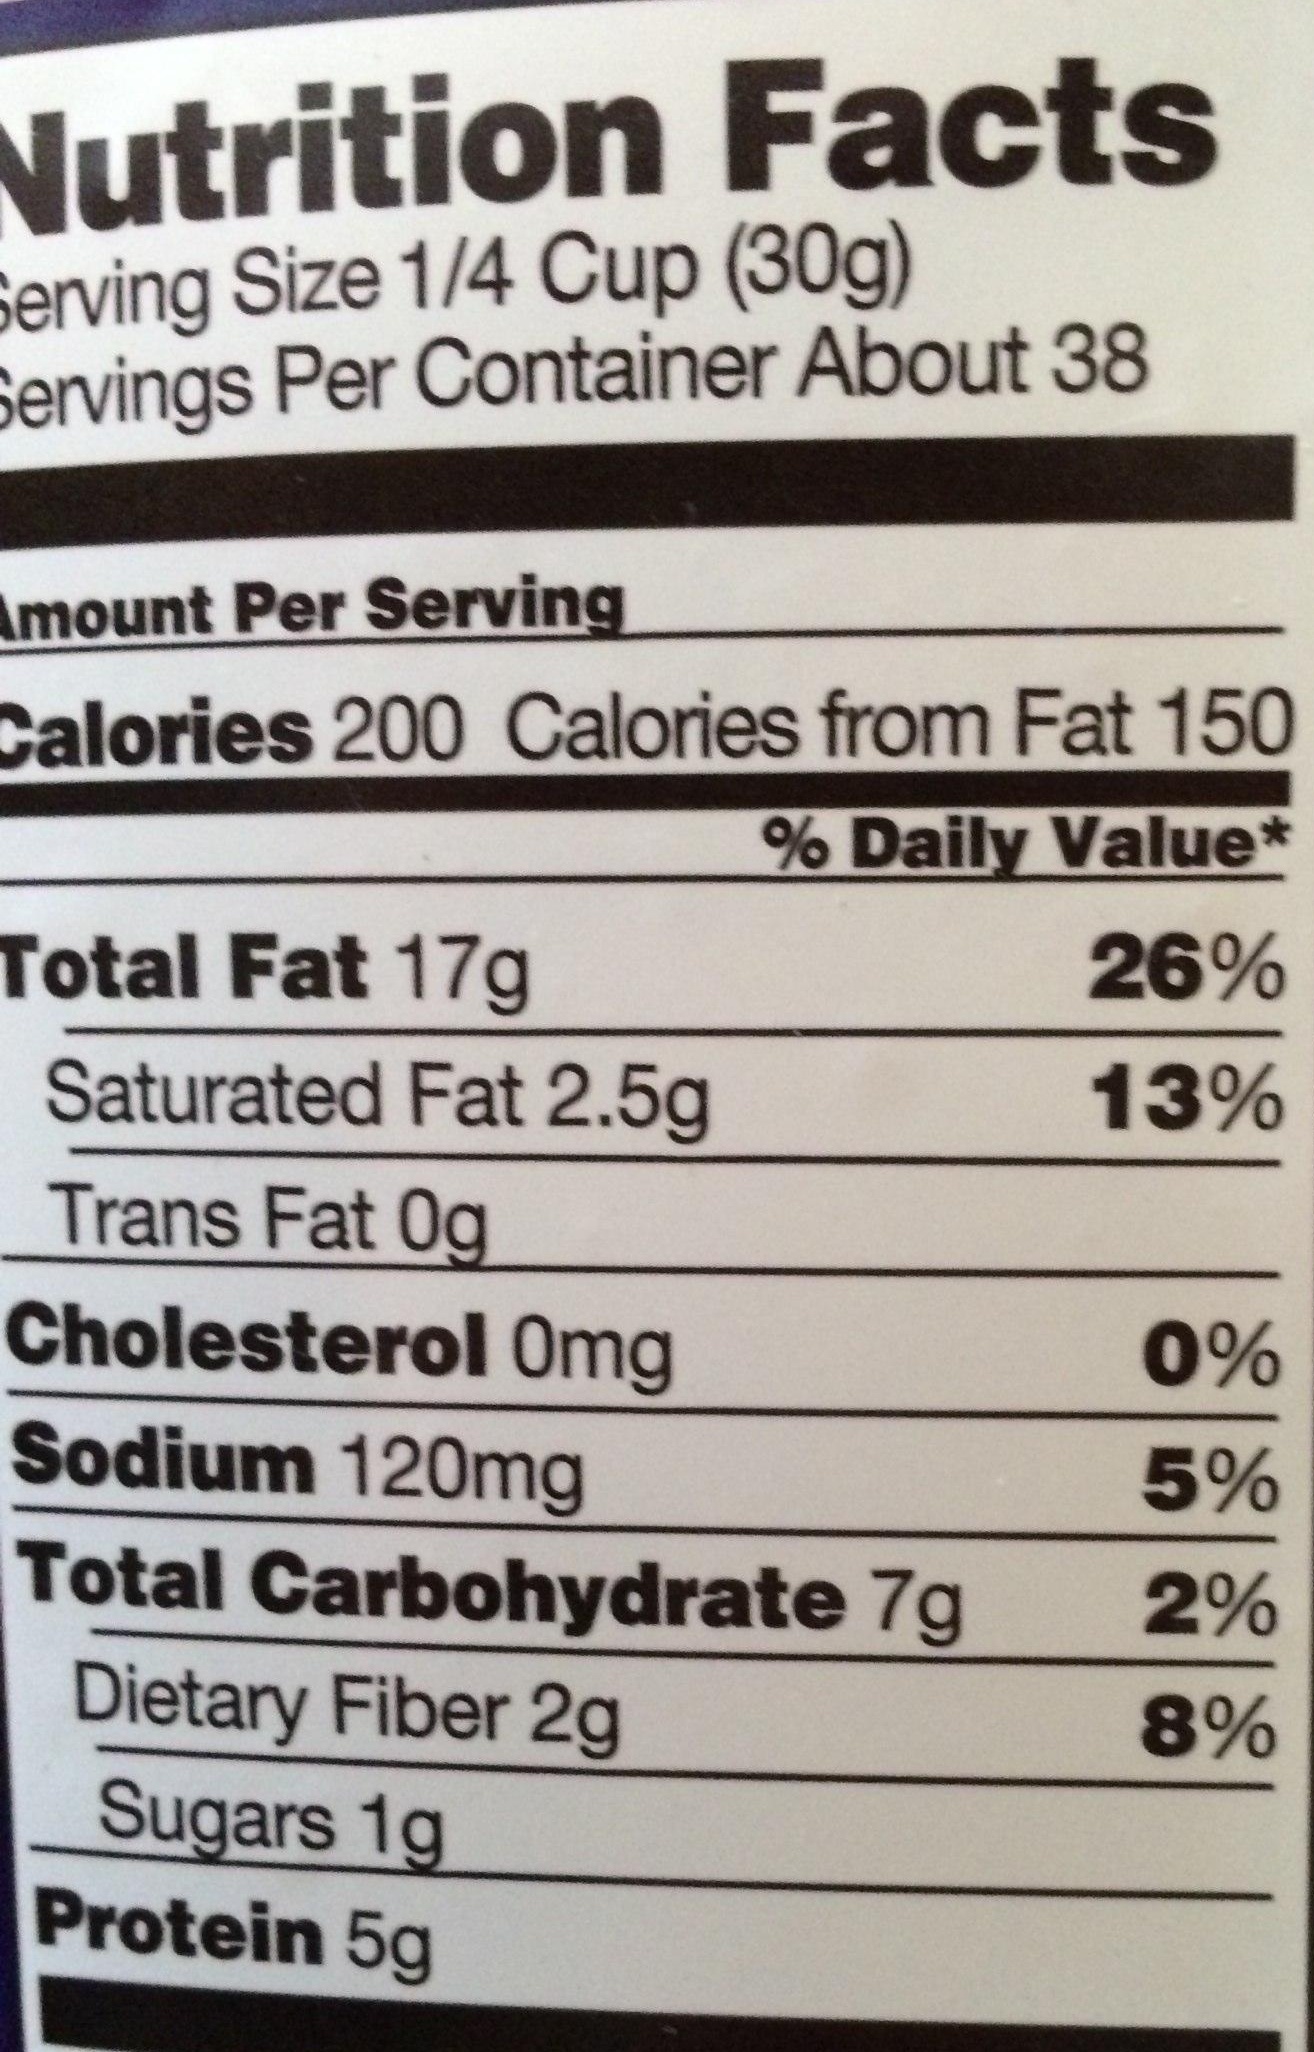 Nutrition Facts
Serving Size 1/4 Cup (30g)
Servings Per Container About 38
Amount Per Serving
Calories 200 Calories from Fat 150
% Daily Value*
Total Fat 17g 26%
Saturated Fat 2.5g 13%
Trans Fat 0g
Cholesterol 0mg 0%
Sodium 120mg 5%
Total Carbohydrate 7g 2%
Dietary Fiber 2g 8%
Sugars 1g
Protein 5g